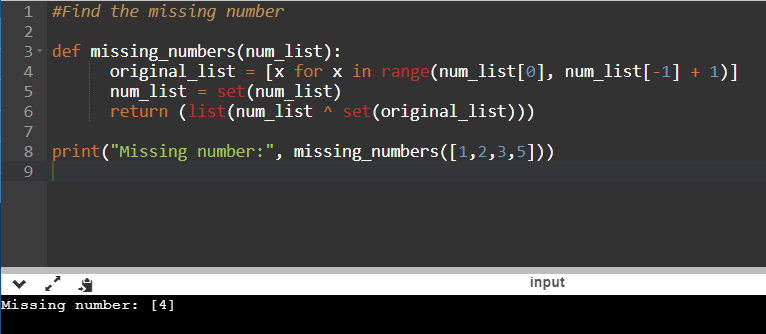 1 #Find the missing number
2
3 def missing_numbers(num_list):
4 original_list = [x for x in range(num_list[0], num_list[-1] + 1)]
5 num_list = set(num_list)
6 return (list(num_list ^ set(original_list)))
7
8 print("Missing number:", missing_numbers([1,2,3,5]))
9
input
Missing number: [4]